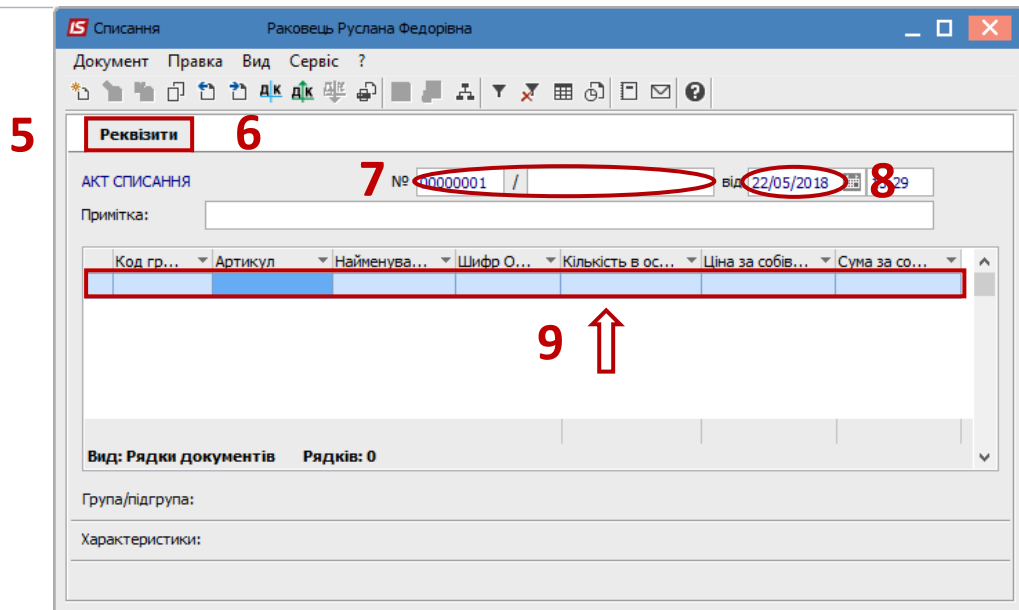 IS Списання Раковець Руслана Федорівна
Документ Правка Вид Сервіс ?
5 Реквізити 6
АКТ СПИСАННЯ 7 № 00000001 / від 22/05/2018 8 :29
Примітка:
Код гр... Артикул Найменува... Шифр О... Кількість в ос... Ціна за собів... Сума за со...
9
Вид: Рядки документів Рядків: 0
Група/підгрупа:
Характеристики: